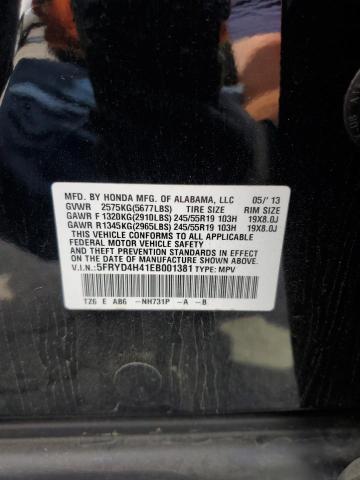 MFD. BY HONDA MFG. OF ALABAMA, LLC 05/'13
GVWR 2575KG(5677LBS) TIRE SIZE RIM SIZE
GAWR F 1320KG(2910LBS) 245/55R19 103H 19X8.0J
GAWR R 1345KG(2965LBS) 245/55R19 103H 19X8.0J
THIS VEHICLE CONFORMS TO ALL APPLICABLE
FEDERAL MOTOR VEHICLE SAFETY
AND THEFT PREVENTION STANDARDS IN EFFECT
ON THE DATE OF MANUFACTURE SHOWN ABOVE.
V.I.N.: 5FRYD4H41EB001381 TYPE: MPV
TZ6 E AB6 -NH731P -A -B